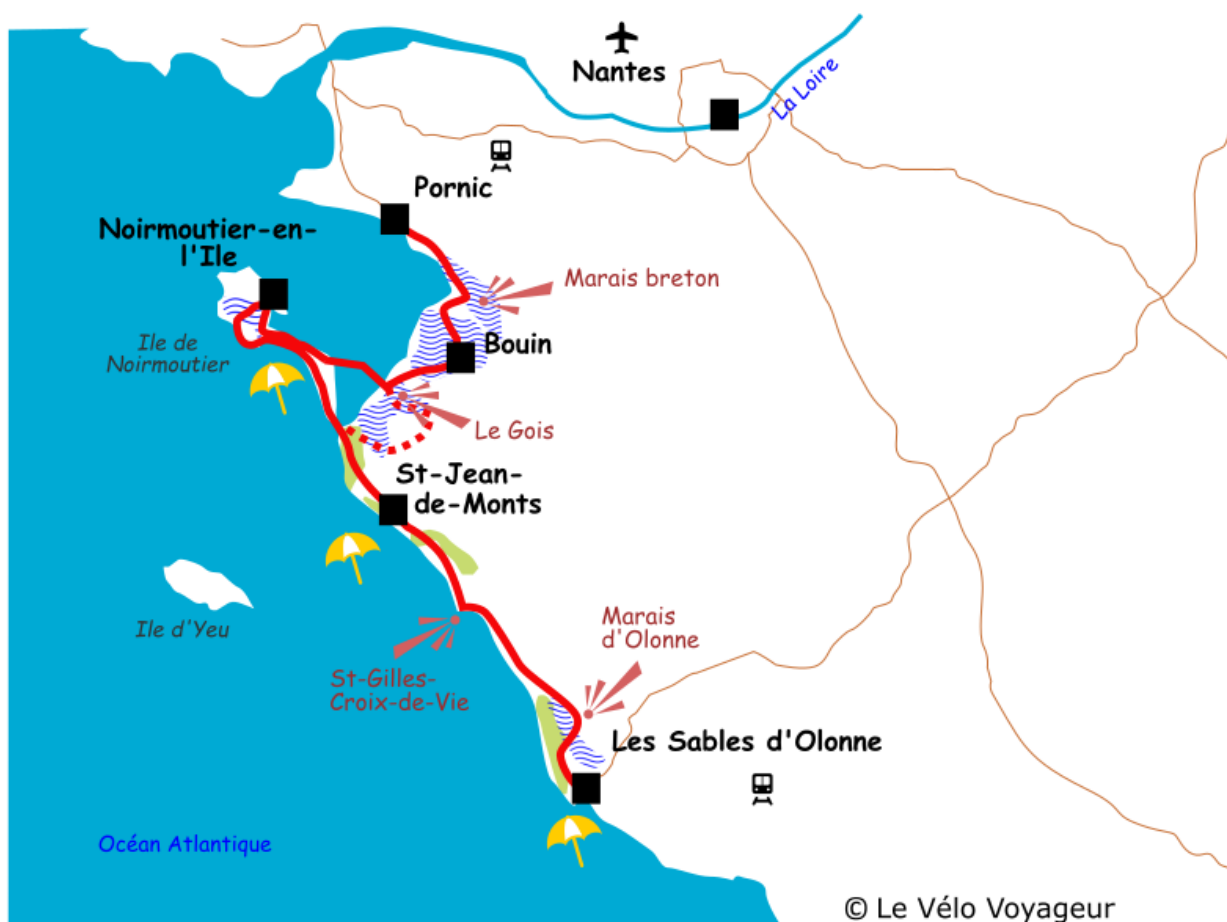 Nantes
La Loire
Pornic
Noirmoutier-en-
l'Ile
Marais breton
Ile de
Noirmoutier
Bouin
Le Gois
St-Jean-
de-Monts
Ile d'Yeu
Marais
d'Olonne
St-Gilles-
Croix-de-Vie
Les Sables d'Olonne
Océan Atlantique
© Le Vélo Voyageur